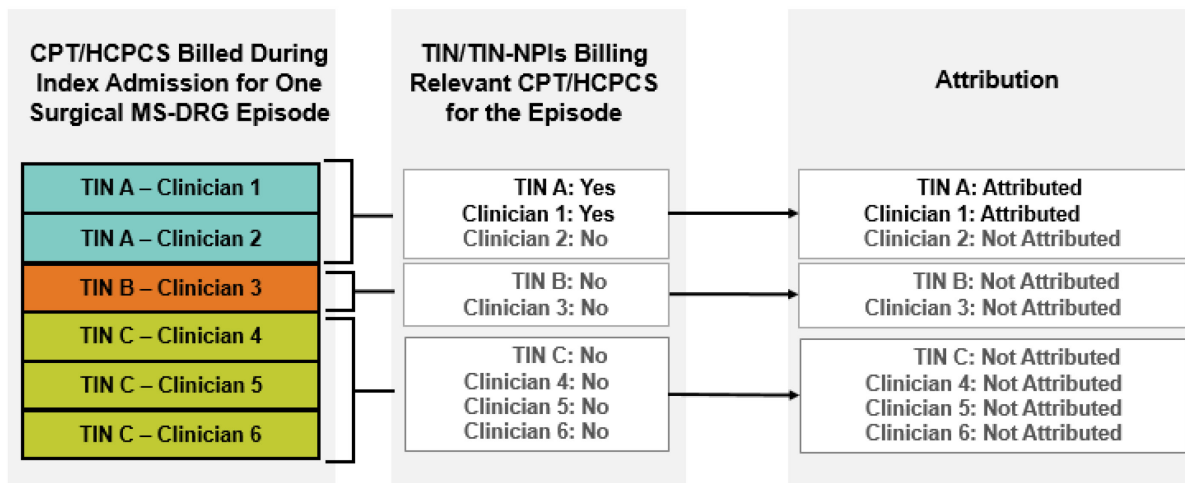 CPT/HCPCS Billed During
Index Admission for One
Surgical MS-DRG Episode
TIN A – Clinician 1
TIN A – Clinician 2
TIN B – Clinician 3
TIN C – Clinician 4
TIN C – Clinician 5
TIN C – Clinician 6
TIN/TIN-NPIs Billing
Relevant CPT/HCPCS
for the Episode
TIN A: Yes
Clinician 1: Yes
Clinician 2: No
TIN B: No
Clinician 3: No
TIN C: No
Clinician 4: No
Clinician 5: No
Clinician 6: No
Attribution
TIN A: Attributed
Clinician 1: Attributed
Clinician 2: Not Attributed
TIN B: Not Attributed
Clinician 3: Not Attributed
TIN C: Not Attributed
Clinician 4: Not Attributed
Clinician 5: Not Attributed
Clinician 6: Not Attributed